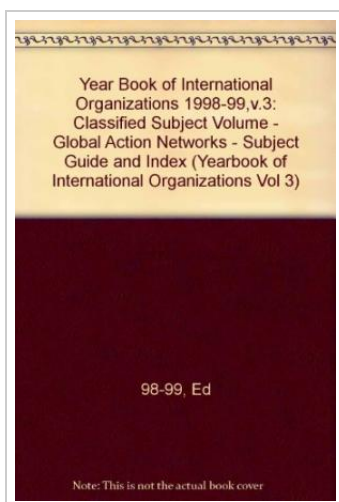 Year Book of International
Organizations 1998-99,v.3:
Classified Subject Volume -
Global Action Networks - Subject
Guide and Index (Yearbook of
International Organizations Vol 3)
98-99, Ed
Note: This is not the actual book cover